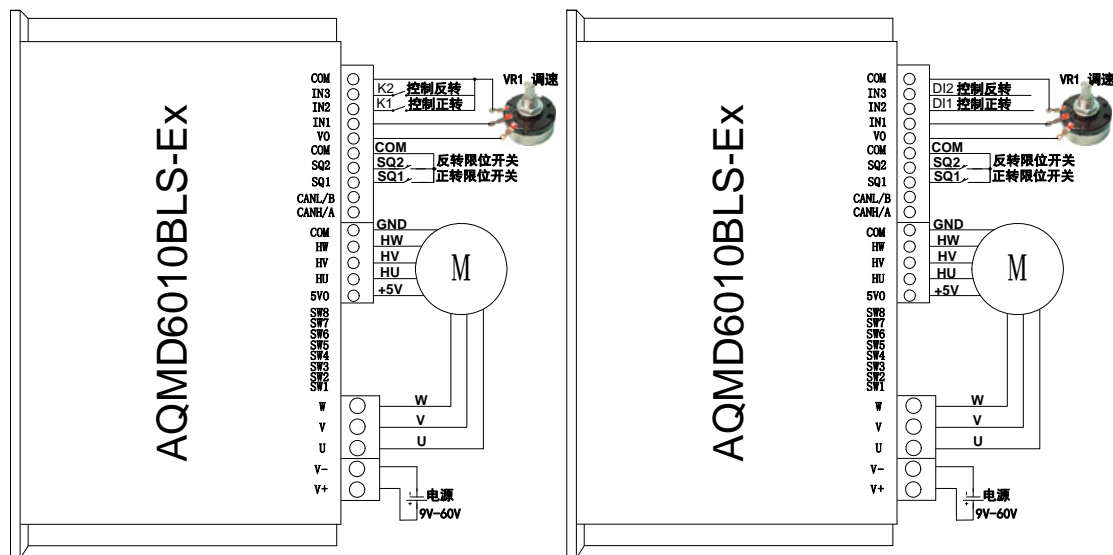 AQMD6010BLS-Ex
COM
IN3
IN2
IN1
VO
COM
SQ2
SQ1
CANL/B
CANH/A
COM
HW
HV
HU
5VO
SW8
SW7
SW6
SW5
SW4
SW3
SW2
SW1
W
V
U
V-
V+
K2 控制反转
K1 控制正转
VR1 调速
COM
SQ2 反转限位开关
SQ1 正转限位开关
GND
HW
HV
HU
+5V
M
W
V
U
电源
9V-60V
AQMD6010BLS-Ex
COM
IN3
IN2
IN1
VO
COM
SQ2
SQ1
CANL/B
CANH/A
COM
HW
HV
HU
5VO
SW8
SW7
SW6
SW5
SW4
SW3
SW2
SW1
W
V
U
V-
V+
DI2 控制反转
DI1 控制正转
VR1 调速
COM
SQ2 反转限位开关
SQ1 正转限位开关
GND
HW
HV
HU
+5V
M
W
V
U
电源
9V-60V